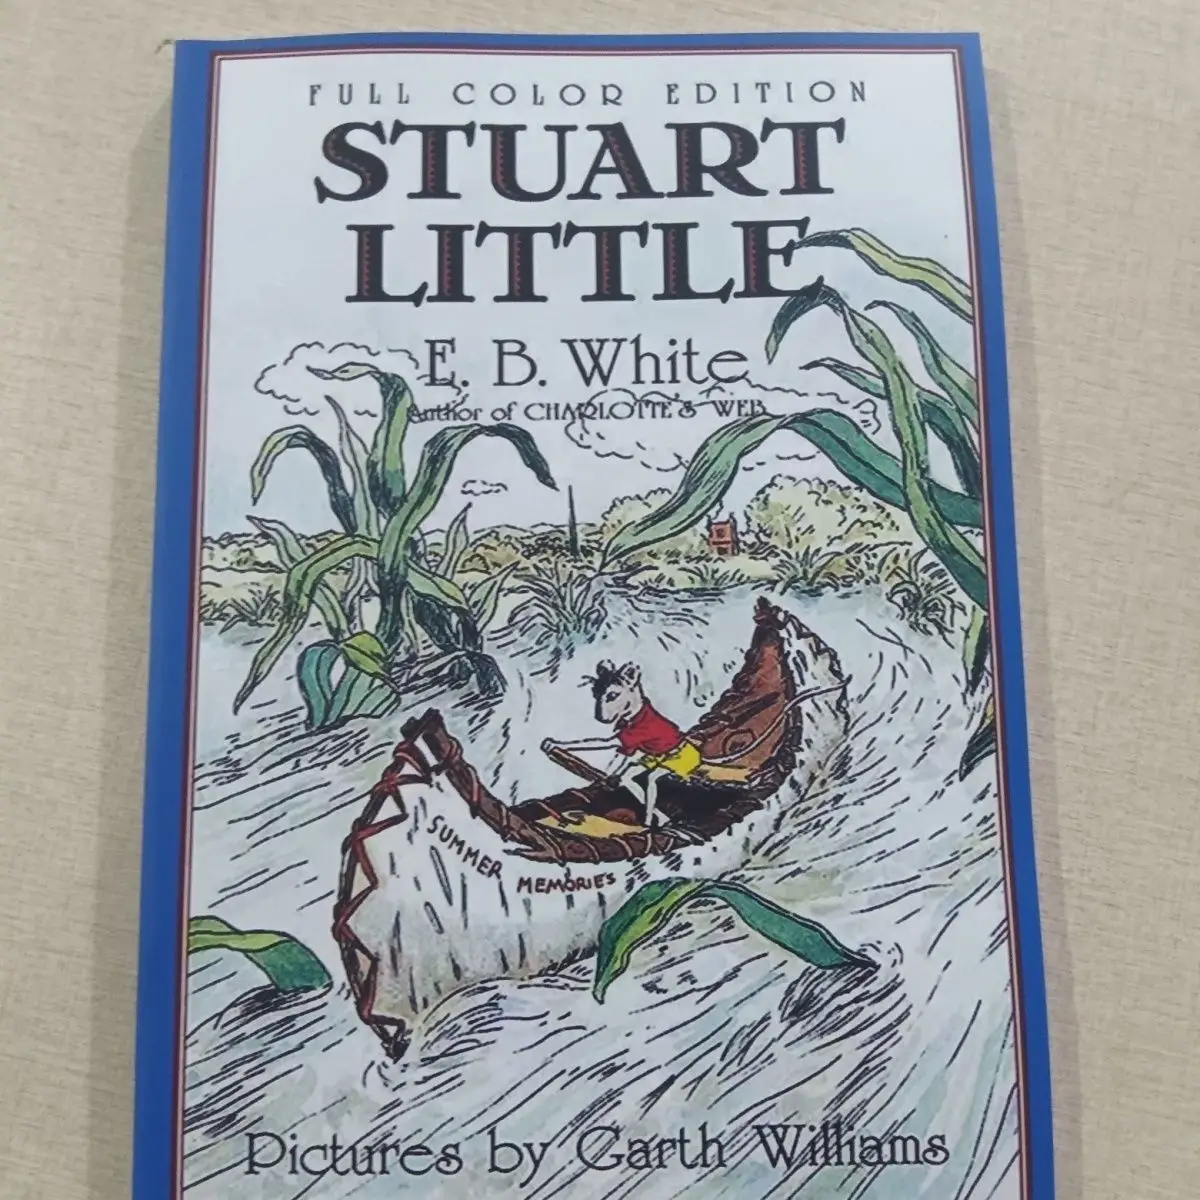 FULL COLOR EDITION
STUART
LITTLE
E. B. White
Author of CHARLOTTE'S WEB
SUMMER MEMORIES
Pictures by Garth Williams